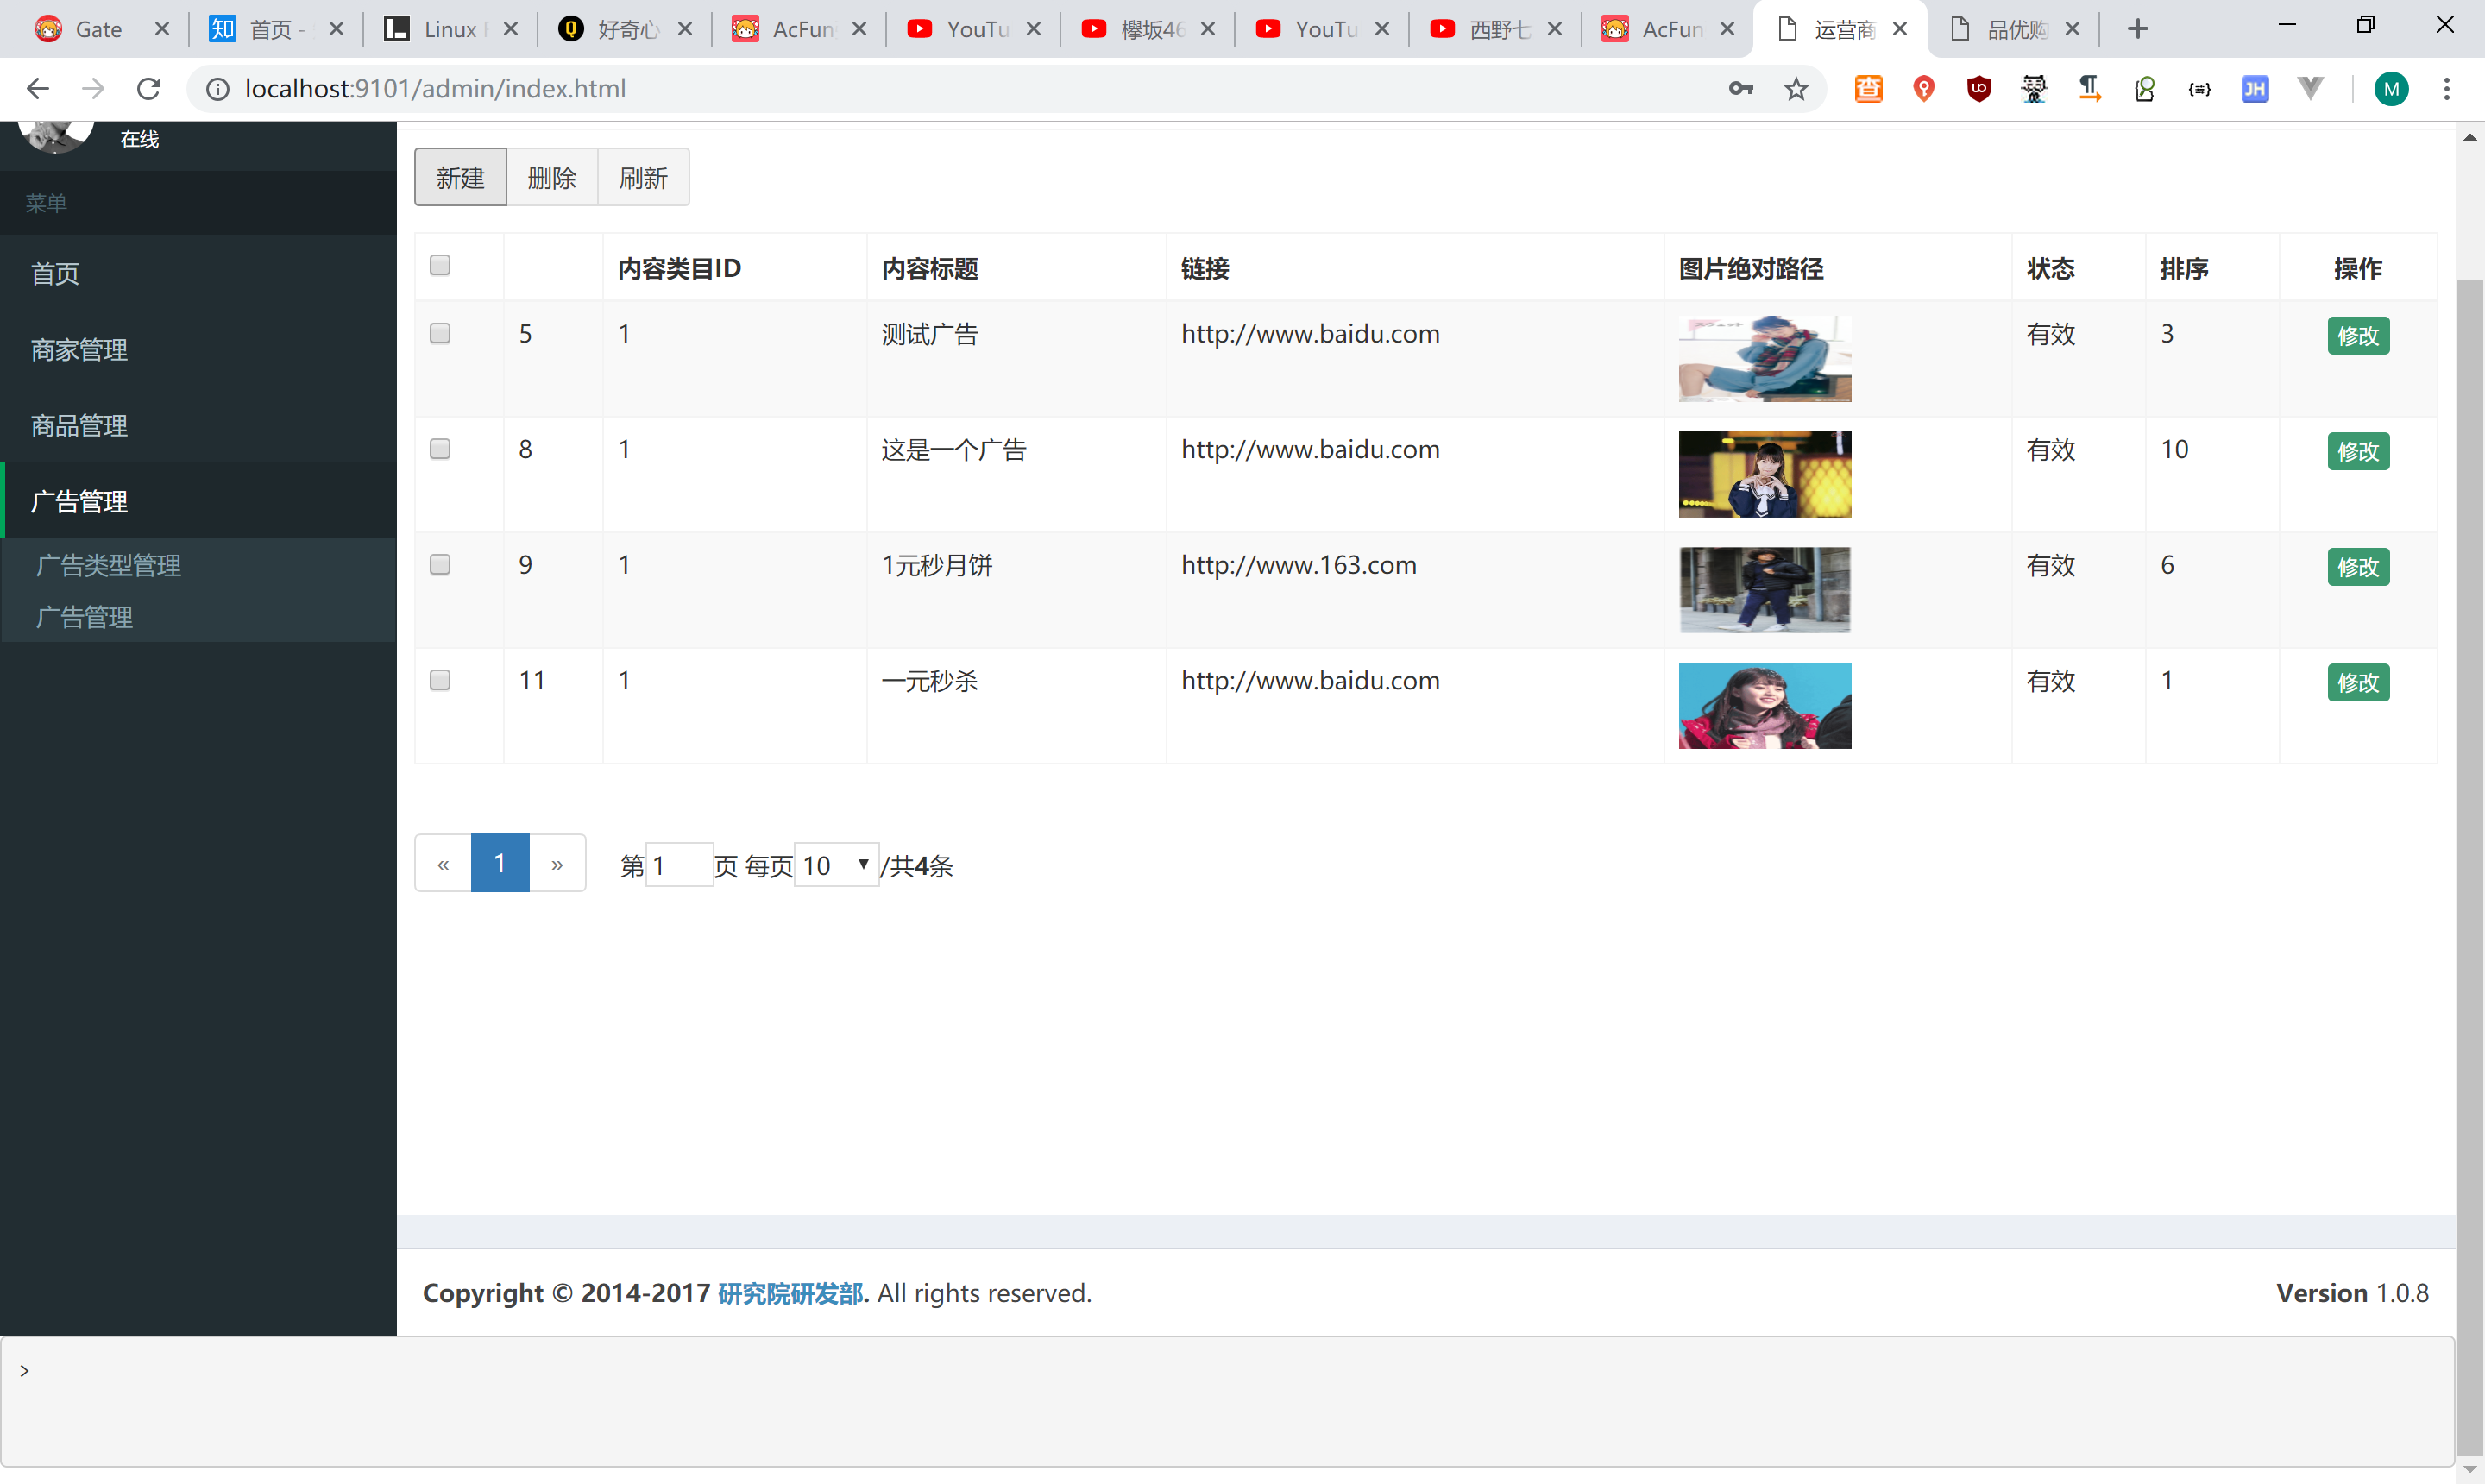 Gate
知 首页 -
Linux
好奇心
AcFun
YouTu
欅坂46
YouTu
西野七
AcFun
运营商
品优购
localhost:9101/admin/index.html
JH
M
在线
菜单
首页
商家管理
商品管理
广告管理
广告类型管理
广告管理
新建 删除 刷新
内容类目ID 内容标题 链接 图片绝对路径 状态 排序 操作
5 1 测试广告 http://www.baidu.com 有效 3 修改
8 1 这是一个广告 http://www.baidu.com 有效 10 修改
9 1 1元秒月饼 http://www.163.com 有效 6 修改
11 1 一元秒杀 http://www.baidu.com 有效 1 修改
« 1 » 第1页 每页10/共4条
Copyright © 2014-2017 研究院研发部. All rights reserved.
Version 1.0.8
>